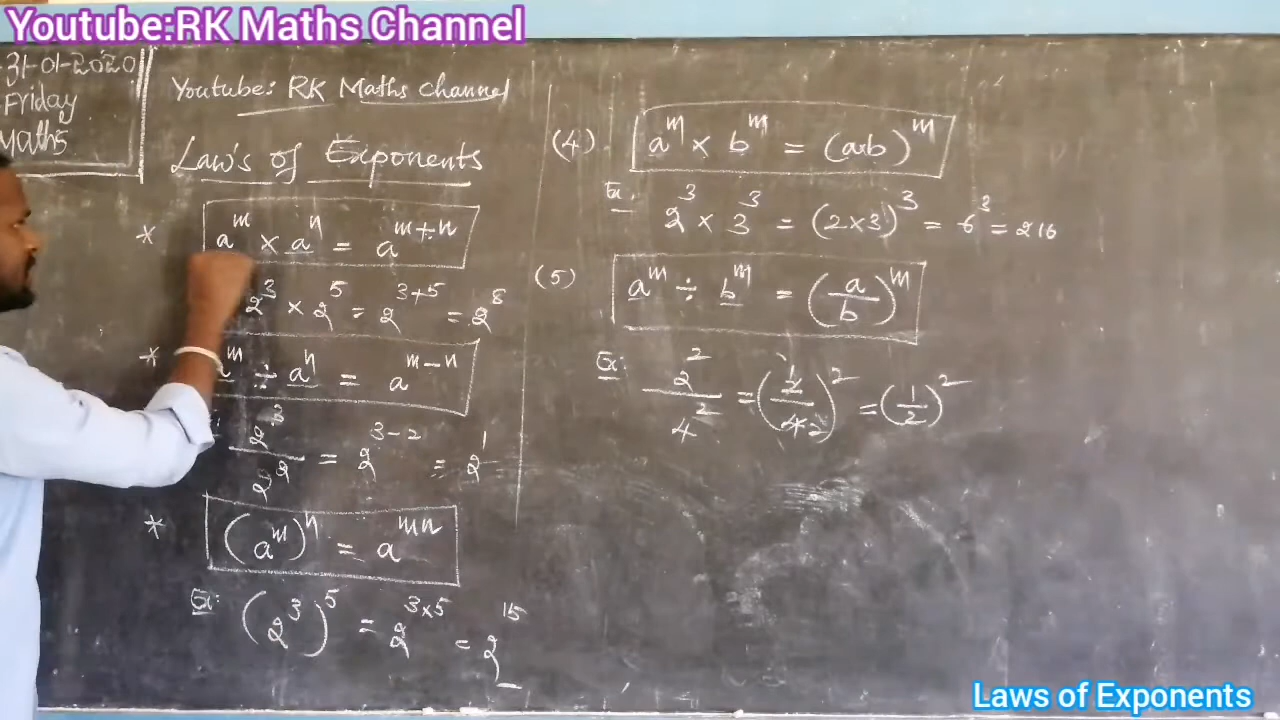 Youtube:RK Maths Channel
31-01-2020
Friday
Maths
Youtube: RK Maths channel
Law's of Exponents
* a^m × a^n = a^(m+n)
2^3 × 2^5 = 2^(3+5) = 2^8
* a^m ÷ a^n = a^(m-n)
2^3/2^2 = 2^(3-2) = 2^1
* (a^m)^n = a^(mn)
Ex: (2^3)^5 = 2^(3×5) = 2^15
(4). a^m × b^m = (a×b)^m
Ex. 2^3 × 3^3 = (2×3)^3 = 6^3 = 216
(5) a^m ÷ b^m = (a/b)^m
Ex: 2^2/4^2 = (2/4)^2 = (1/2)^2
Laws of Exponents